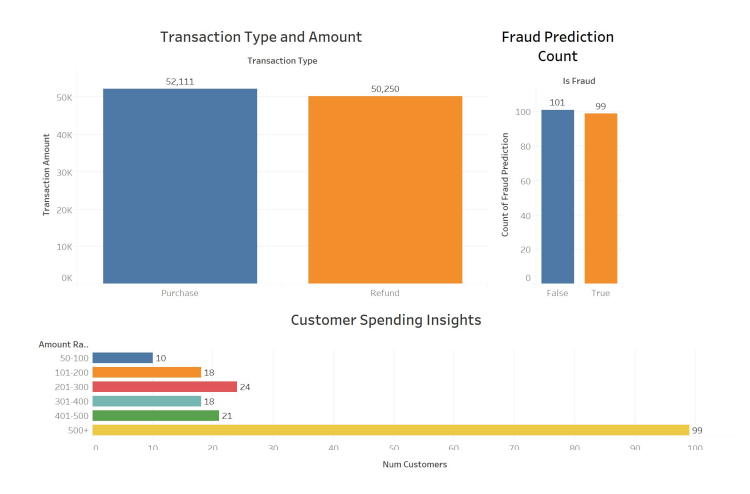 Transaction Type and Amount
Transaction Type
52,111
50,250
50K
40K
30K
20K
10K
0K
Transaction Amount
Purchase
Refund
Fraud Prediction
Count
Is Fraud
101
99
100
80
60
40
20
0
Count of Fraud Prediction
False
True
Customer Spending Insights
Amount Ra..
50-100
10
101-200
18
201-300
24
301-400
18
401-500
21
500+
99
0
10
20
30
40
50
60
70
80
90
100
Num Customers